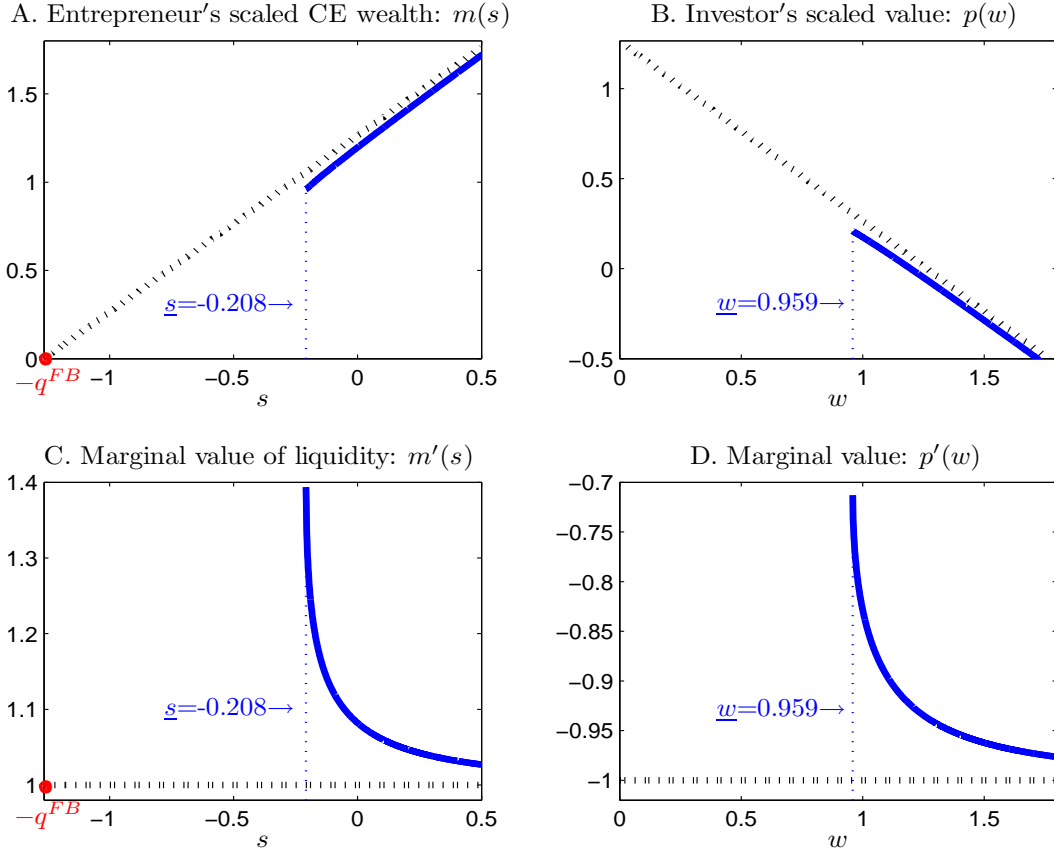 A. Entrepreneur's scaled CE wealth: m(s)
1.5
1
0.5
0
s=-0.208→
−q^{FB}
−1
−0.5
0
0.5
s
B. Investor's scaled value: p(w)
1
0.5
0
−0.5
w=0.959→
0
0.5
1
1.5
w
C. Marginal value of liquidity: m′(s)
1.4
1.3
1.2
1.1
1
s=-0.208→
−q^{FB}
−1
−0.5
0
0.5
s
D. Marginal value: p′(w)
−0.7
−0.75
−0.8
−0.85
−0.9
−0.95
−1
w=0.959→
0
0.5
1
1.5
w